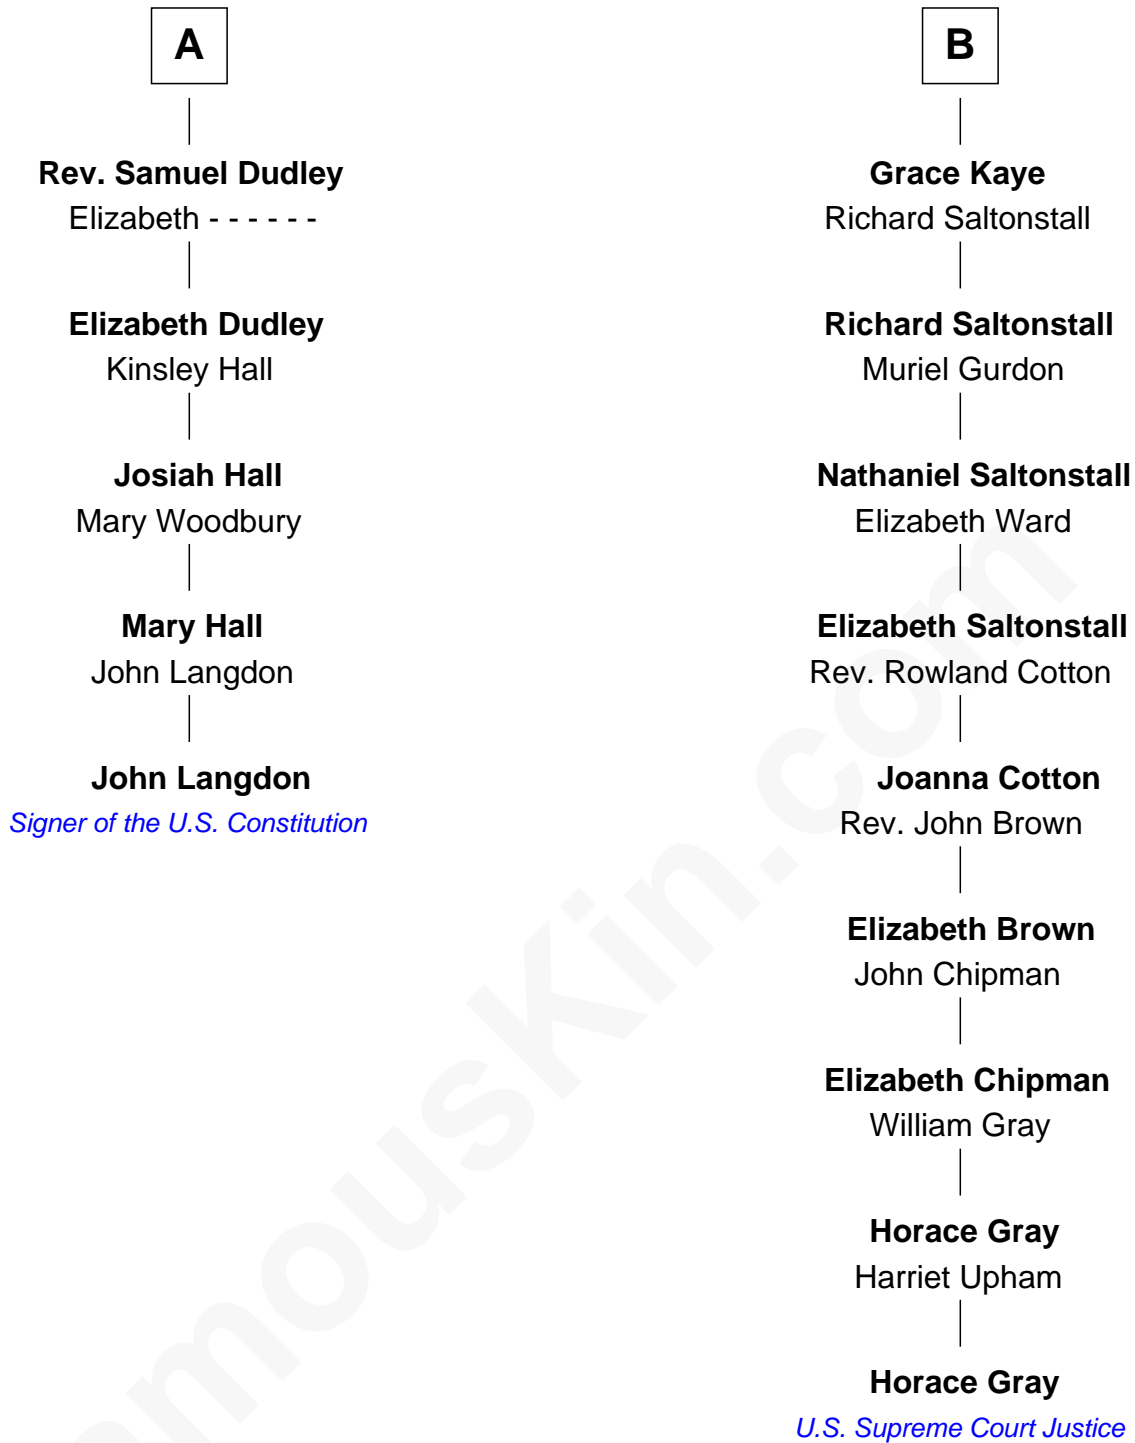 A
Rev. Samuel Dudley
Elizabeth - - - - - -
Elizabeth Dudley
Kinsley Hall
Josiah Hall
Mary Woodbury
Mary Hall
John Langdon
John Langdon
Signer of the U.S. Constitution
B
Grace Kaye
Richard Saltonstall
Richard Saltonstall
Muriel Gurdon
Nathaniel Saltonstall
Elizabeth Ward
Elizabeth Saltonstall
Rev. Rowland Cotton
Joanna Cotton
Rev. John Brown
Elizabeth Brown
John Chipman
Elizabeth Chipman
William Gray
Horace Gray
Harriet Upham
Horace Gray
U.S. Supreme Court Justice
amouskin.com